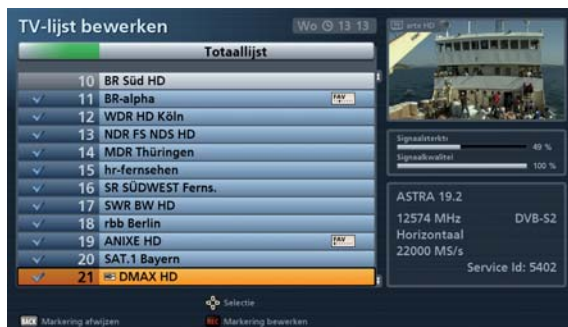 TV-lijst bewerken
Wo 13 13
arte HD
Totaallijst
10 BR Süd HD
11 BR-alpha FAV
12 WDR HD Köln
13 NDR FS NDS HD
14 MDR Thüringen
15 hr-fernsehen
16 SR SÜDWEST Ferns.
17 SWR BW HD
18 rbb Berlin
19 ANIXE HD FAV
20 SAT.1 Bayern
21 DMAX HD
Signaalsterkte
49 %
Signaalkwaliteit
100 %
ASTRA 19.2
12574 MHz DVB-S2
Horizontaal
22000 MS/s
Service Id: 5402
Selectie
BACK Markering afwijzen
REC Markering bewerken